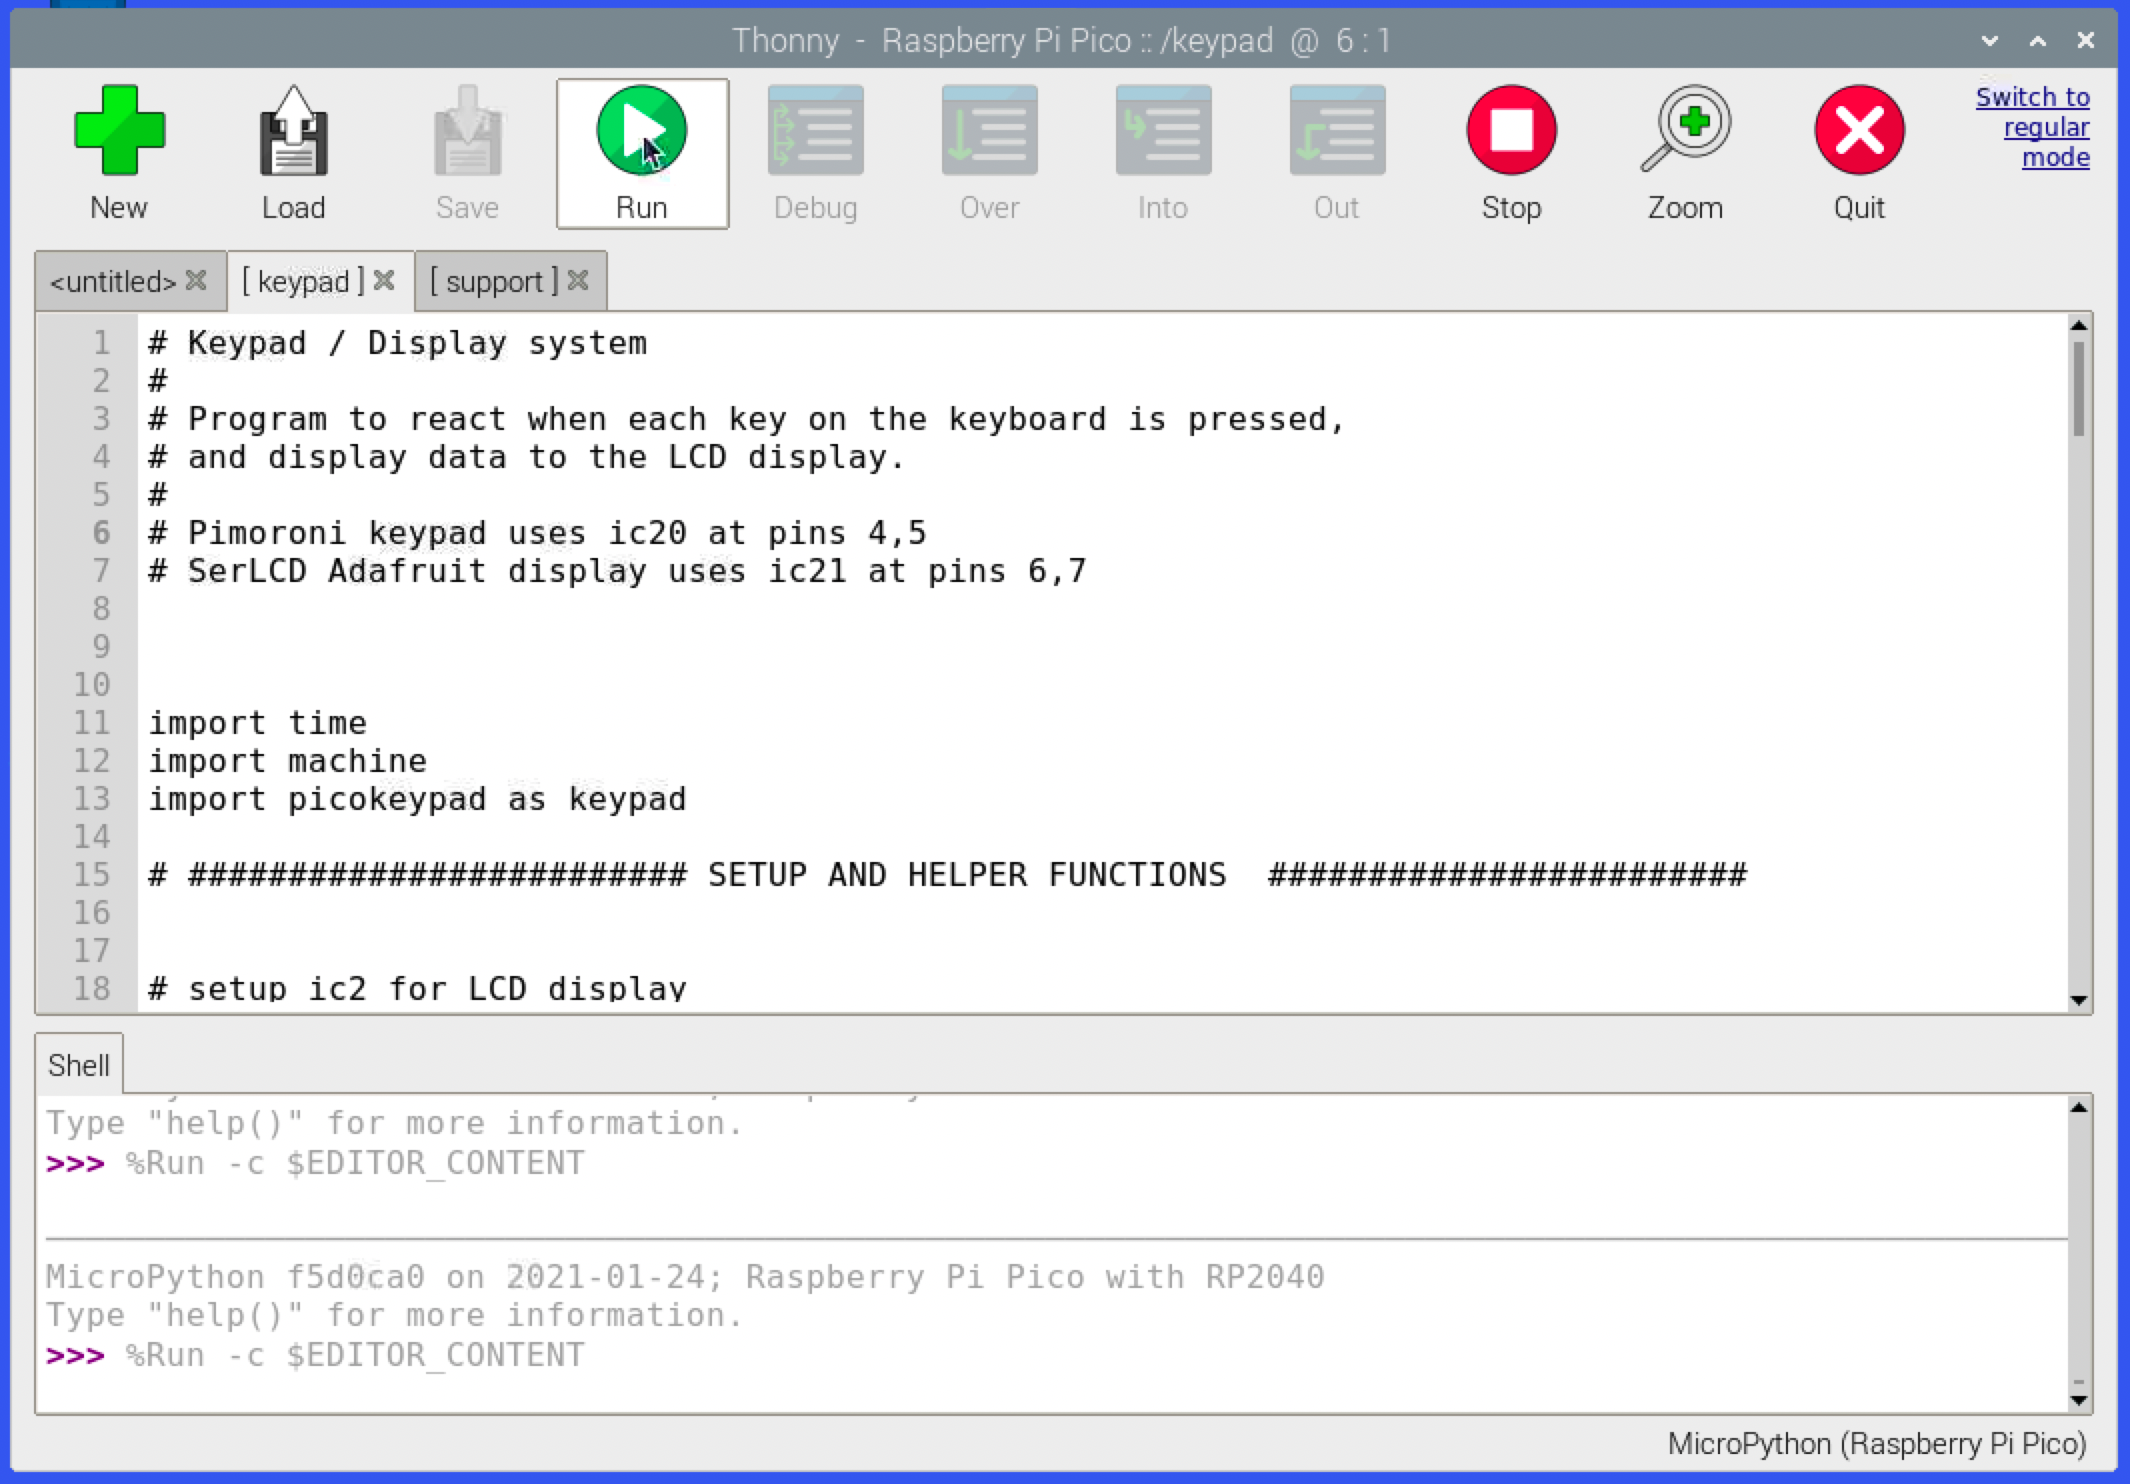 Thonny - Raspberry Pi Pico :: /keypad @ 6 : 1
New Load Save Run Debug Over Into Out Stop Zoom Quit
Switch to
regular
mode
<untitled> [ keypad ] [ support ]
1 # Keypad / Display system
2 #
3 # Program to react when each key on the keyboard is pressed,
4 # and display data to the LCD display.
5 #
6 # Pimoroni keypad uses ic20 at pins 4,5
7 # SerLCD Adafruit display uses ic21 at pins 6,7
8
9
10
11 import time
12 import machine
13 import picokeypad as keypad
14
15 # ######################### SETUP AND HELPER FUNCTIONS  ########################
16
17
18 # setup ic2 for LCD display
Shell
Type "help()" for more information.
>>> %Run -c $EDITOR_CONTENT
MicroPython f5d0ca0 on 2021-01-24; Raspberry Pi Pico with RP2040
Type "help()" for more information.
>>> %Run -c $EDITOR_CONTENT
MicroPython (Raspberry Pi Pico)